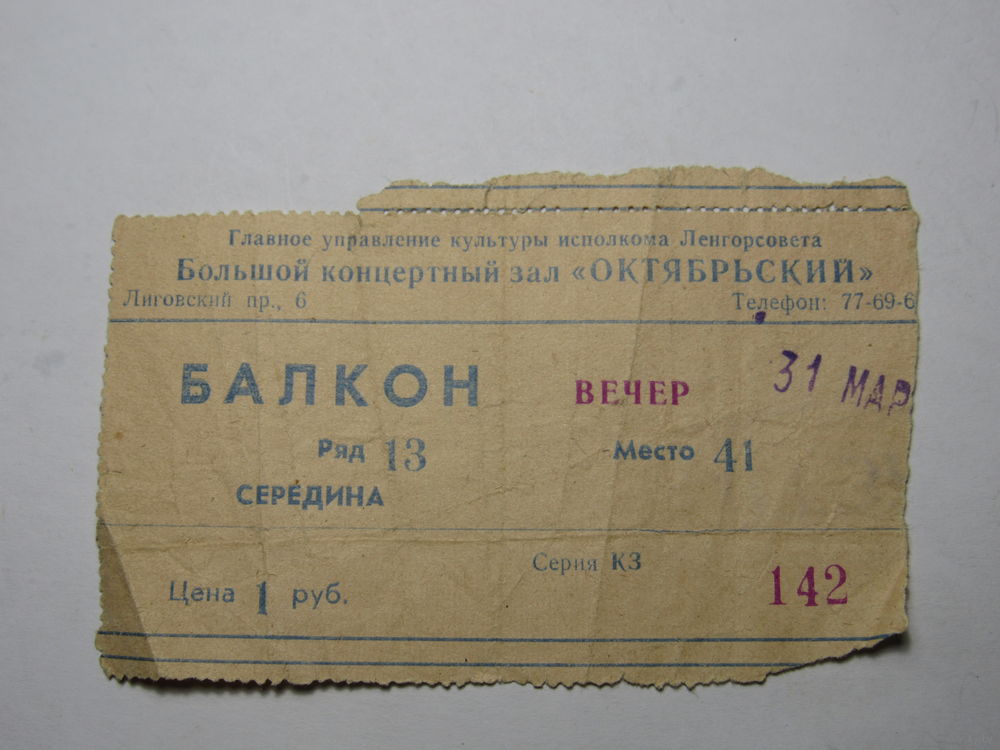 Главное управление культуры исполкома Ленгорсовета
Большой концертный зал «ОКТЯБРЬСКИЙ»
Лиговский пр., 6 Телефон: 77-69-6
БАЛКОН ВЕЧЕР 31 МАР
Ряд 13 Место 41
СЕРЕДИНА
Серия КЗ
Цена 1 руб. 142